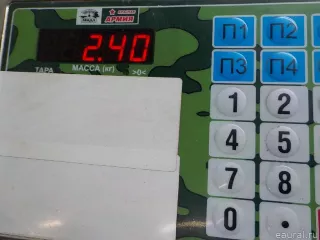 АРМИЯ
2.40
ТАРА МАССА (кг) >0<
П1 П2
П3 П4
1 2
4 5
7 8
0 .
eaural.ru